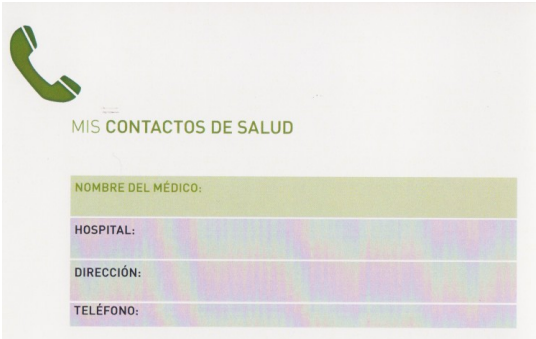 MIS CONTACTOS DE SALUD
NOMBRE DEL MÉDICO:
HOSPITAL:
DIRECCIÓN:
TELÉFONO: